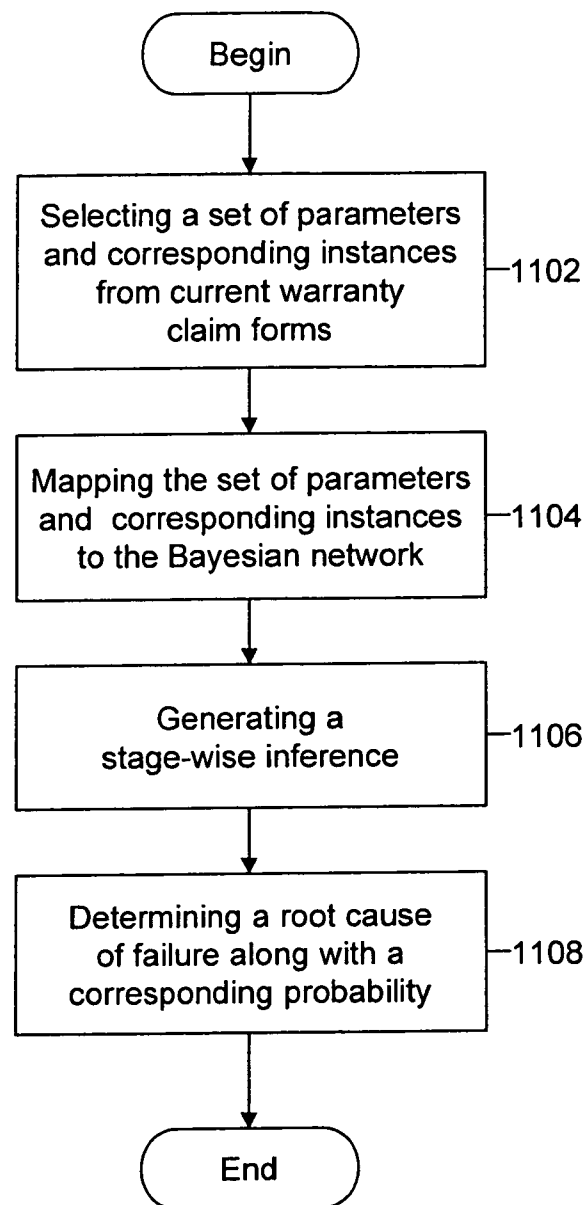 Begin
Selecting a set of parameters
and corresponding instances
from current warranty
claim forms
1102
Mapping the set of parameters
and corresponding instances
to the Bayesian network
1104
Generating a
stage-wise inference
1106
Determining a root cause
of failure along with a
corresponding probability
1108
End